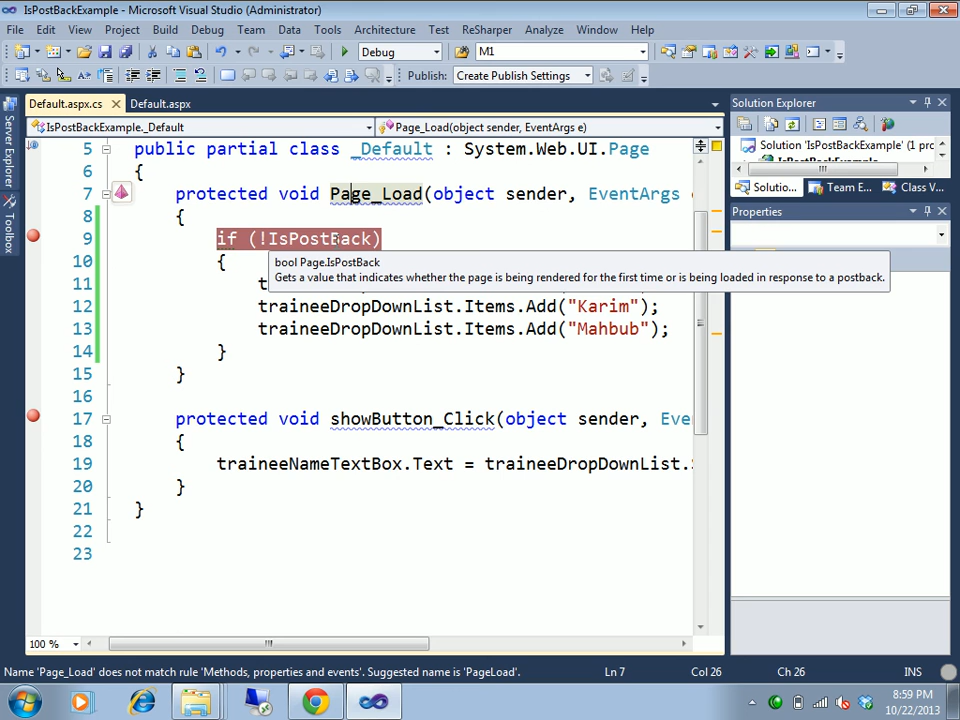 IsPostBackExample - Microsoft Visual Studio (Administrator)
File Edit View Project Build Debug Team Data Tools Architecture Test ReSharper Analyze Window Help
Debug M1
Publish: Create Publish Settings
Default.aspx.cs Default.aspx
Solution Explorer
IsPostBackExample._Default Page_Load(object sender, EventArgs e)
Server Explorer
Toolbox
5 public partial class _Default : System.Web.UI.Page
6 {
7 protected void Page_Load(object sender, EventArgs
8 {
9 if (!IsPostBack)
bool Page.IsPostBack
Gets a value that indicates whether the page is being rendered for the first time or is being loaded in response to a postback.
10 {
11
12 traineeDropDownList.Items.Add("Karim");
13 traineeDropDownList.Items.Add("Mahbub");
14 }
15 }
16
17 protected void showButton_Click(object sender, Eve
18 {
19 traineeNameTextBox.Text = traineeDropDownList.
20 }
21 }
22
23
Solution 'IsPostBackExample' (1 proj
IsPostBackExample
Solutio... Team E... Class V...
Properties
100 %
Name 'Page_Load' does not match rule 'Methods, properties and events'. Suggested name is 'PageLoad'. Ln 7 Col 26 Ch 26 INS
8:59 PM
10/22/2013